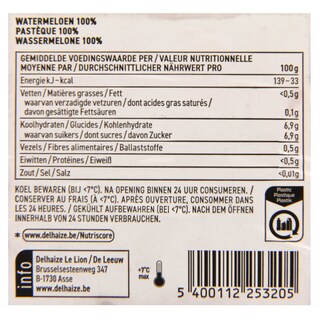 WATERMELOEN 100%
PASTÈQUE 100%
WASSERMELONE 100%
GEMIDDELDE VOEDINGSWAARDE PER / VALEUR NUTRITIONNELLE
MOYENNE PAR / DURCHSCHNITTLICHER NÄHRWERT PRO 100g
Energie kJ - kcal 139 - 33
Vetten / Matières grasses / Fett <0,5g
waarvan verzadigde vetzuren / dont acides gras saturés /
davon gesättigte Fettsäuren 0,1g
Koolhydraten / Glucides / Kohlenhydrate 6,9g
waarvan suikers / dont sucres / davon Zucker 6,9g
Vezels / Fibres alimentaires / Ballaststoffe 0,5g
Eiwitten / Protéines / Eiweiß <0,5g
Zout / Sel / Salz <0,01g
KOEL BEWAREN (BIJ <7°C). NA OPENING BINNEN 24 UUR CONSUMEREN. /
CONSERVER AU FRAIS (À <7°C). APRÈS OUVERTURE, CONSOMMER DANS
LES 24 HEURES. / GEKÜHLT AUFBEWAHREN (BEI <7°C). NACH DEM ÖFFNEN
INNERHALB VON 24 STUNDEN VERBRAUCHEN.
* www.delhaize.be/Nutriscore
Plastic
Plastique
Plastik
info
Delhaize Le Lion / De Leeuw
Brusselsesteenweg 347
B-1730 Asse
www.delhaize.be
+7°C
max
5 400112 253205